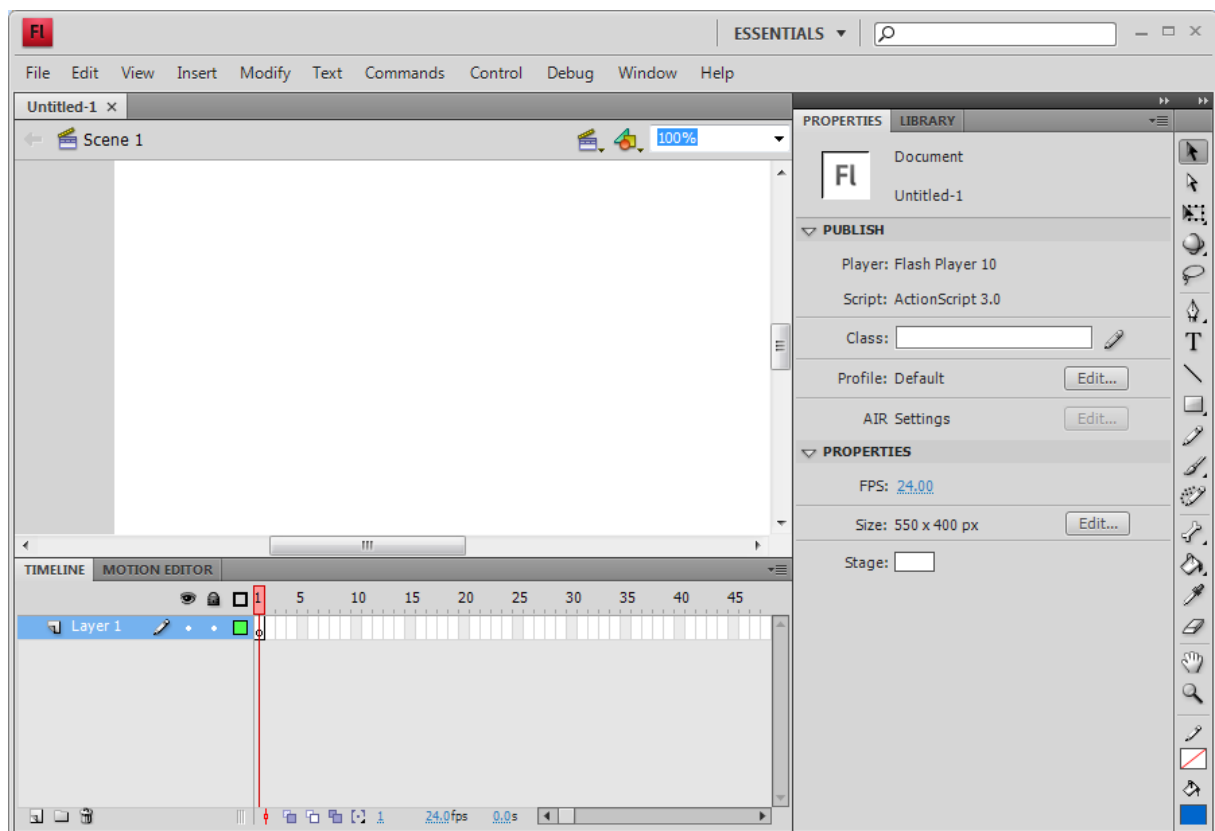 Fl
ESSENTIALS
File Edit View Insert Modify Text Commands Control Debug Window Help
Untitled-1
Scene 1
100%
PROPERTIES LIBRARY
Fl
Document
Untitled-1
PUBLISH
Player: Flash Player 10
Script: ActionScript 3.0
Class:
Profile: Default Edit...
AIR Settings Edit...
PROPERTIES
FPS: 24.00
Size: 550 x 400 px Edit...
Stage:
T
TIMELINE MOTION EDITOR
1 5 10 15 20 25 30 35 40 45
Layer 1
1 24.0fps 0.0s